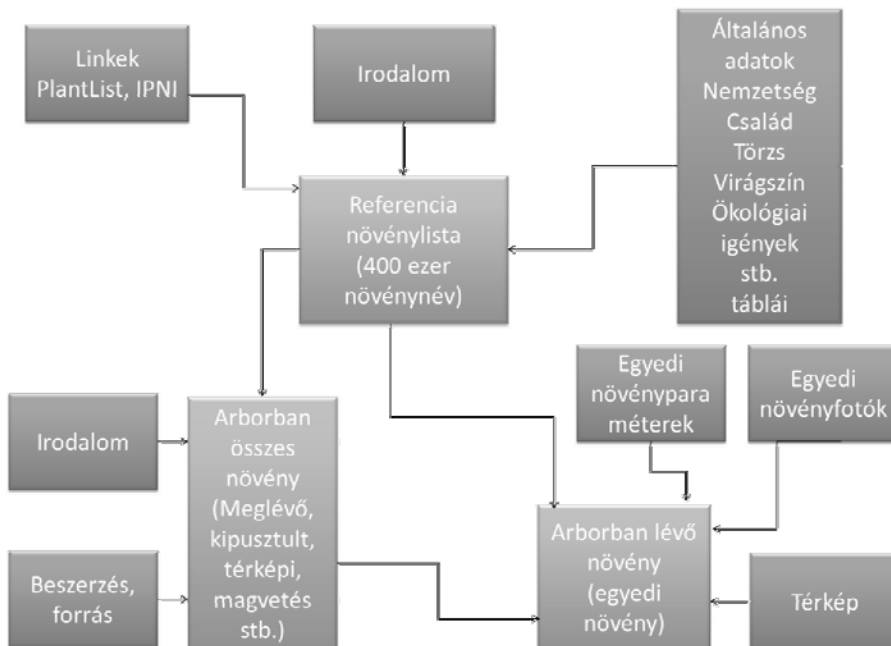 Linkek
PlantList, IPNI
Irodalom
Általános
adatok
Nemzetség
Család
Törzs
Virágszín
Ökológiai
igények
stb.
táblái
Referencia
növénylista
(400 ezer
növénynév)
Egyedi
növénypara
méterek
Egyedi
növényfotók
Irodalom
Arborban
összes
növény
(Meglévő,
kipusztult,
térképi,
magvetés
stb.)
Arborban lévő
növény
(egyedi
növény)
Beszerzés,
forrás
Térkép